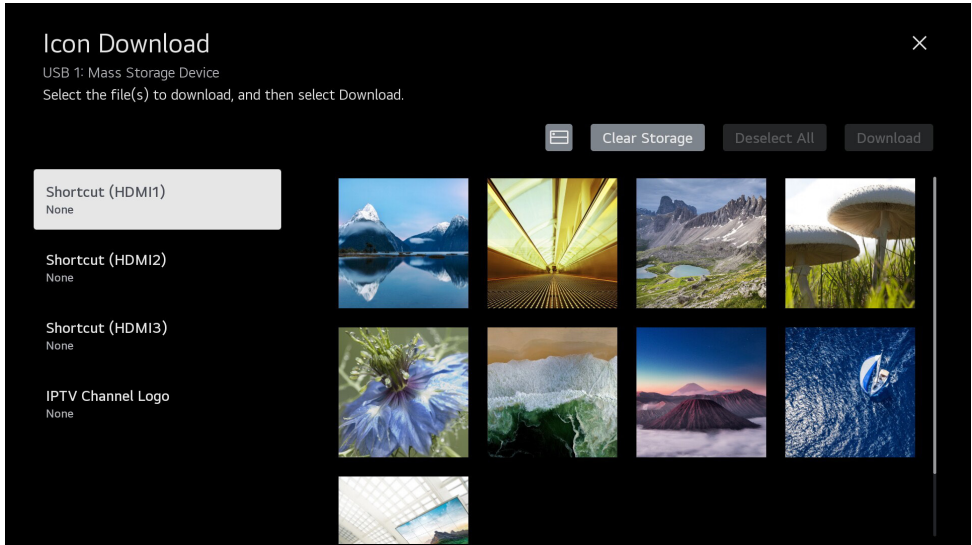 Icon Download
USB 1: Mass Storage Device
Select the file(s) to download, and then select Download.
Clear Storage
Deselect All
Download
Shortcut (HDMI1)
None
Shortcut (HDMI2)
None
Shortcut (HDMI3)
None
IPTV Channel Logo
None